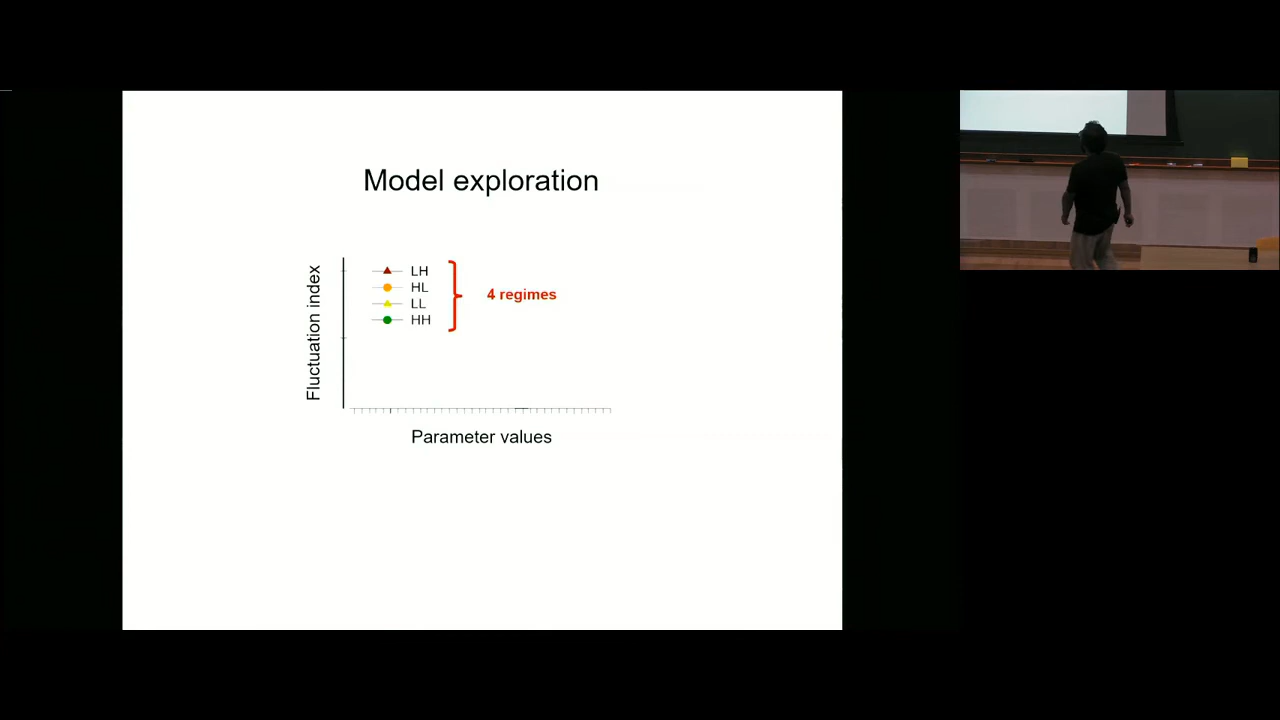 Model exploration
Fluctuation index
LH
HL
LL
HH
4 regimes
Parameter values